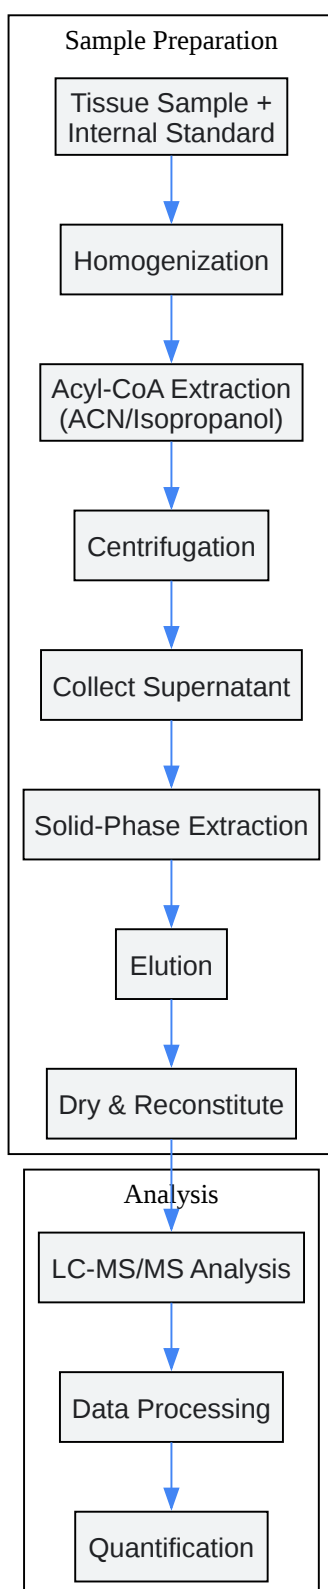 Sample Preparation
Tissue Sample +
Internal Standard
Homogenization
Acyl-CoA Extraction
(ACN/Isopropanol)
Centrifugation
Collect Supernatant
Solid-Phase Extraction
Elution
Dry & Reconstitute
Analysis
LC-MS/MS Analysis
Data Processing
Quantification